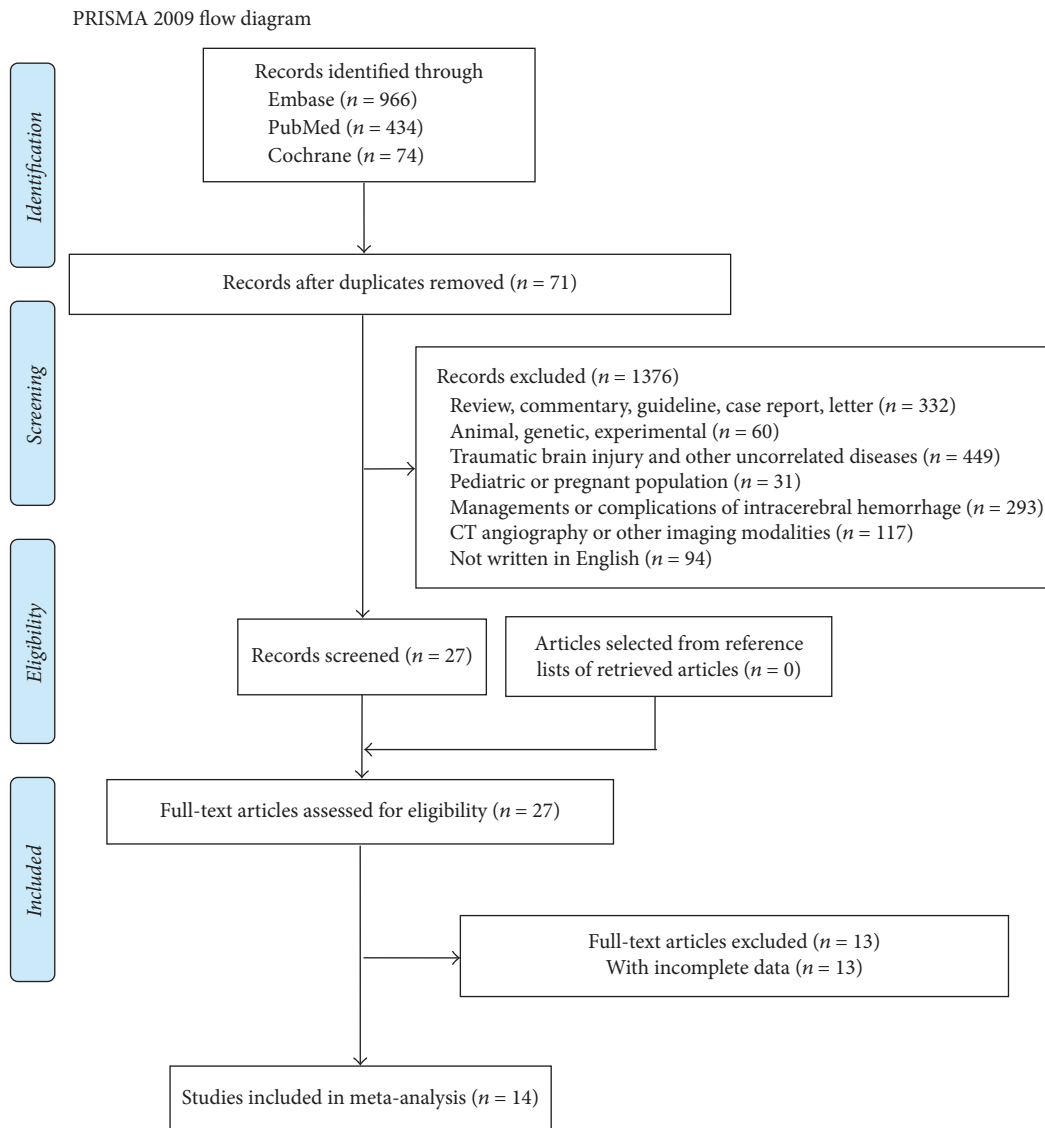 PRISMA 2009 flow diagram
Identification
Records identified through
Embase (n = 966)
PubMed (n = 434)
Cochrane (n = 74)
Records after duplicates removed (n = 71)
Screening
Records excluded (n = 1376)
Review, commentary, guideline, case report, letter (n = 332)
Animal, genetic, experimental (n = 60)
Traumatic brain injury and other uncorrelated diseases (n = 449)
Pediatric or pregnant population (n = 31)
Managements or complications of intracerebral hemorrhage (n = 293)
CT angiography or other imaging modalities (n = 117)
Not written in English (n = 94)
Eligibility
Records screened (n = 27)
Articles selected from reference
lists of retrieved articles (n = 0)
Full-text articles assessed for eligibility (n = 27)
Included
Full-text articles excluded (n = 13)
With incomplete data (n = 13)
Studies included in meta-analysis (n = 14)